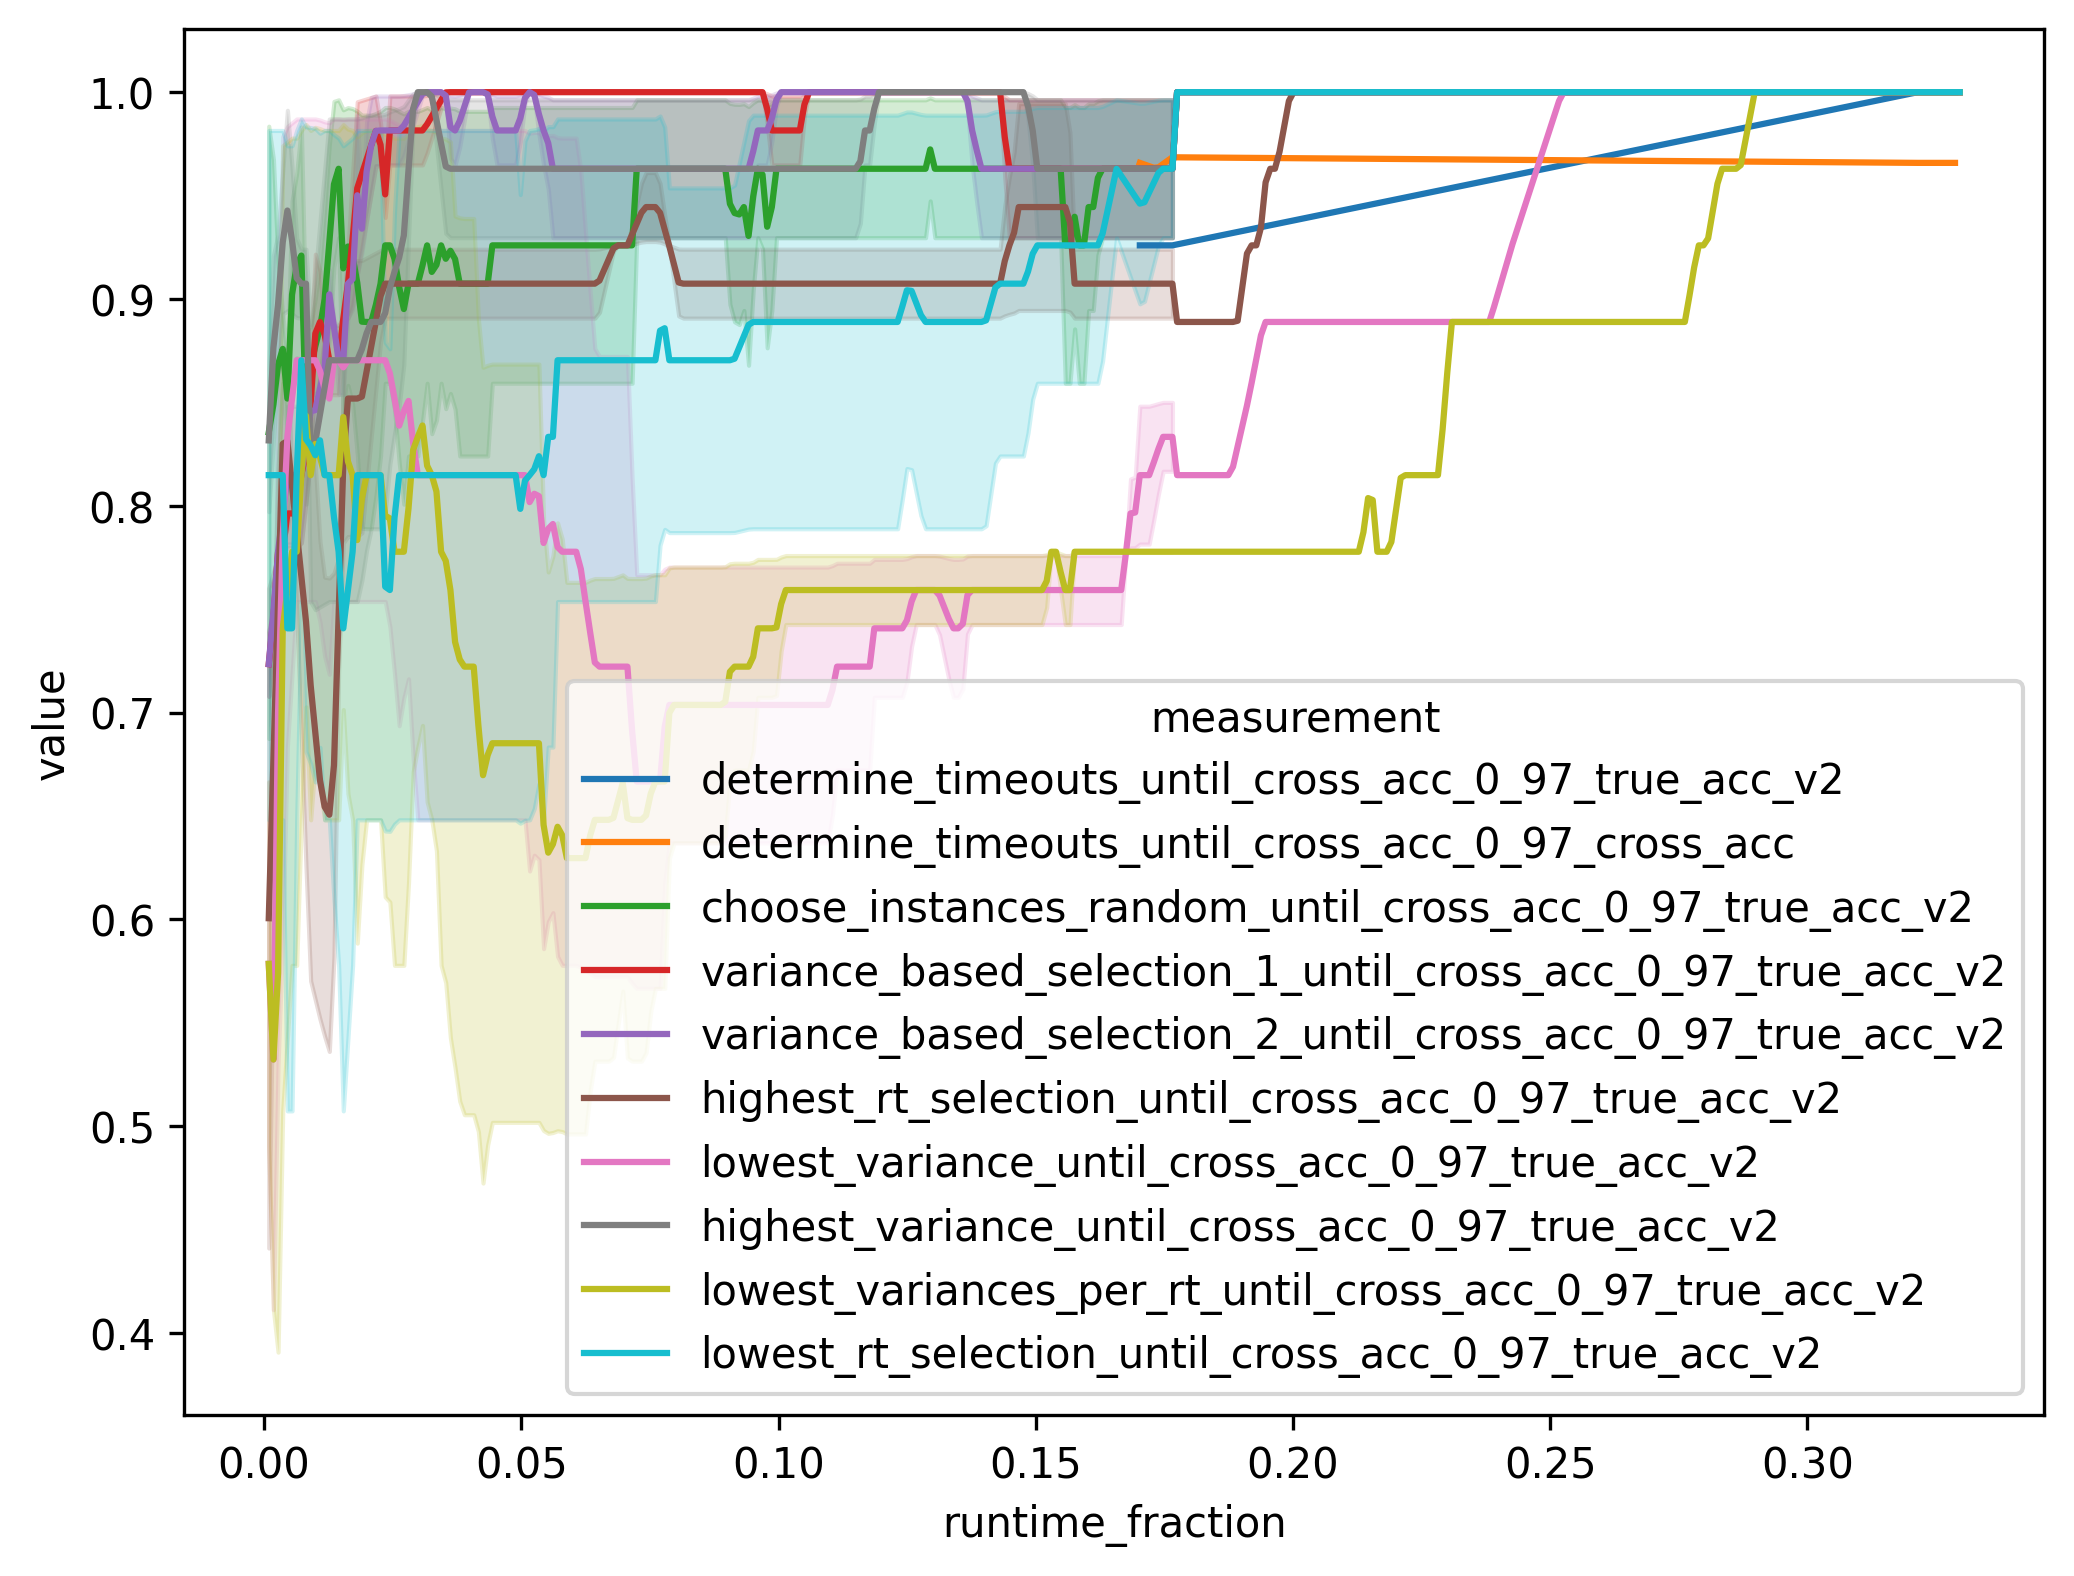 1.0
0.9
0.8
0.7
0.6
0.5
0.4
value
measurement
determine_timeouts_until_cross_acc_0_97_true_acc_v2
determine_timeouts_until_cross_acc_0_97_cross_acc
choose_instances_random_until_cross_acc_0_97_true_acc_v2
variance_based_selection_1_until_cross_acc_0_97_true_acc_v2
variance_based_selection_2_until_cross_acc_0_97_true_acc_v2
highest_rt_selection_until_cross_acc_0_97_true_acc_v2
lowest_variance_until_cross_acc_0_97_true_acc_v2
highest_variance_until_cross_acc_0_97_true_acc_v2
lowest_variances_per_rt_until_cross_acc_0_97_true_acc_v2
lowest_rt_selection_until_cross_acc_0_97_true_acc_v2
0.00 0.05 0.10 0.15 0.20 0.25 0.30
runtime_fraction